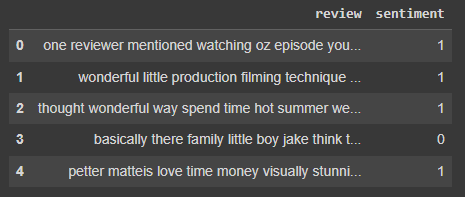 review sentiment
0 one reviewer mentioned watching oz episode you... 1
1 wonderful little production filming technique ... 1
2 thought wonderful way spend time hot summer we... 1
3 basically there family little boy jake think t... 0
4 petter matteis love time money visually stunni... 1